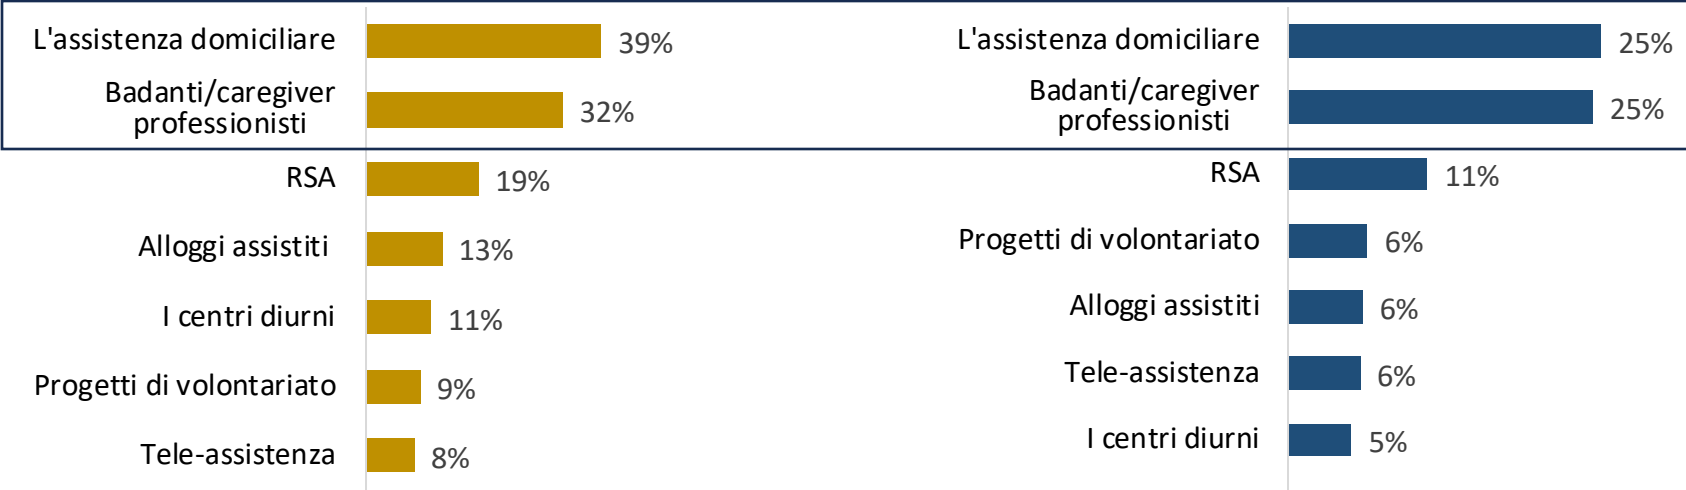 L'assistenza domiciliare 39%
Badanti/caregiver
professionisti 32%
RSA 19%
Alloggi assistiti 13%
I centri diurni 11%
Progetti di volontariato 9%
Tele-assistenza 8%
L'assistenza domiciliare 25%
Badanti/caregiver
professionisti 25%
RSA 11%
Progetti di volontariato 6%
Alloggi assistiti 6%
Tele-assistenza 6%
I centri diurni 5%